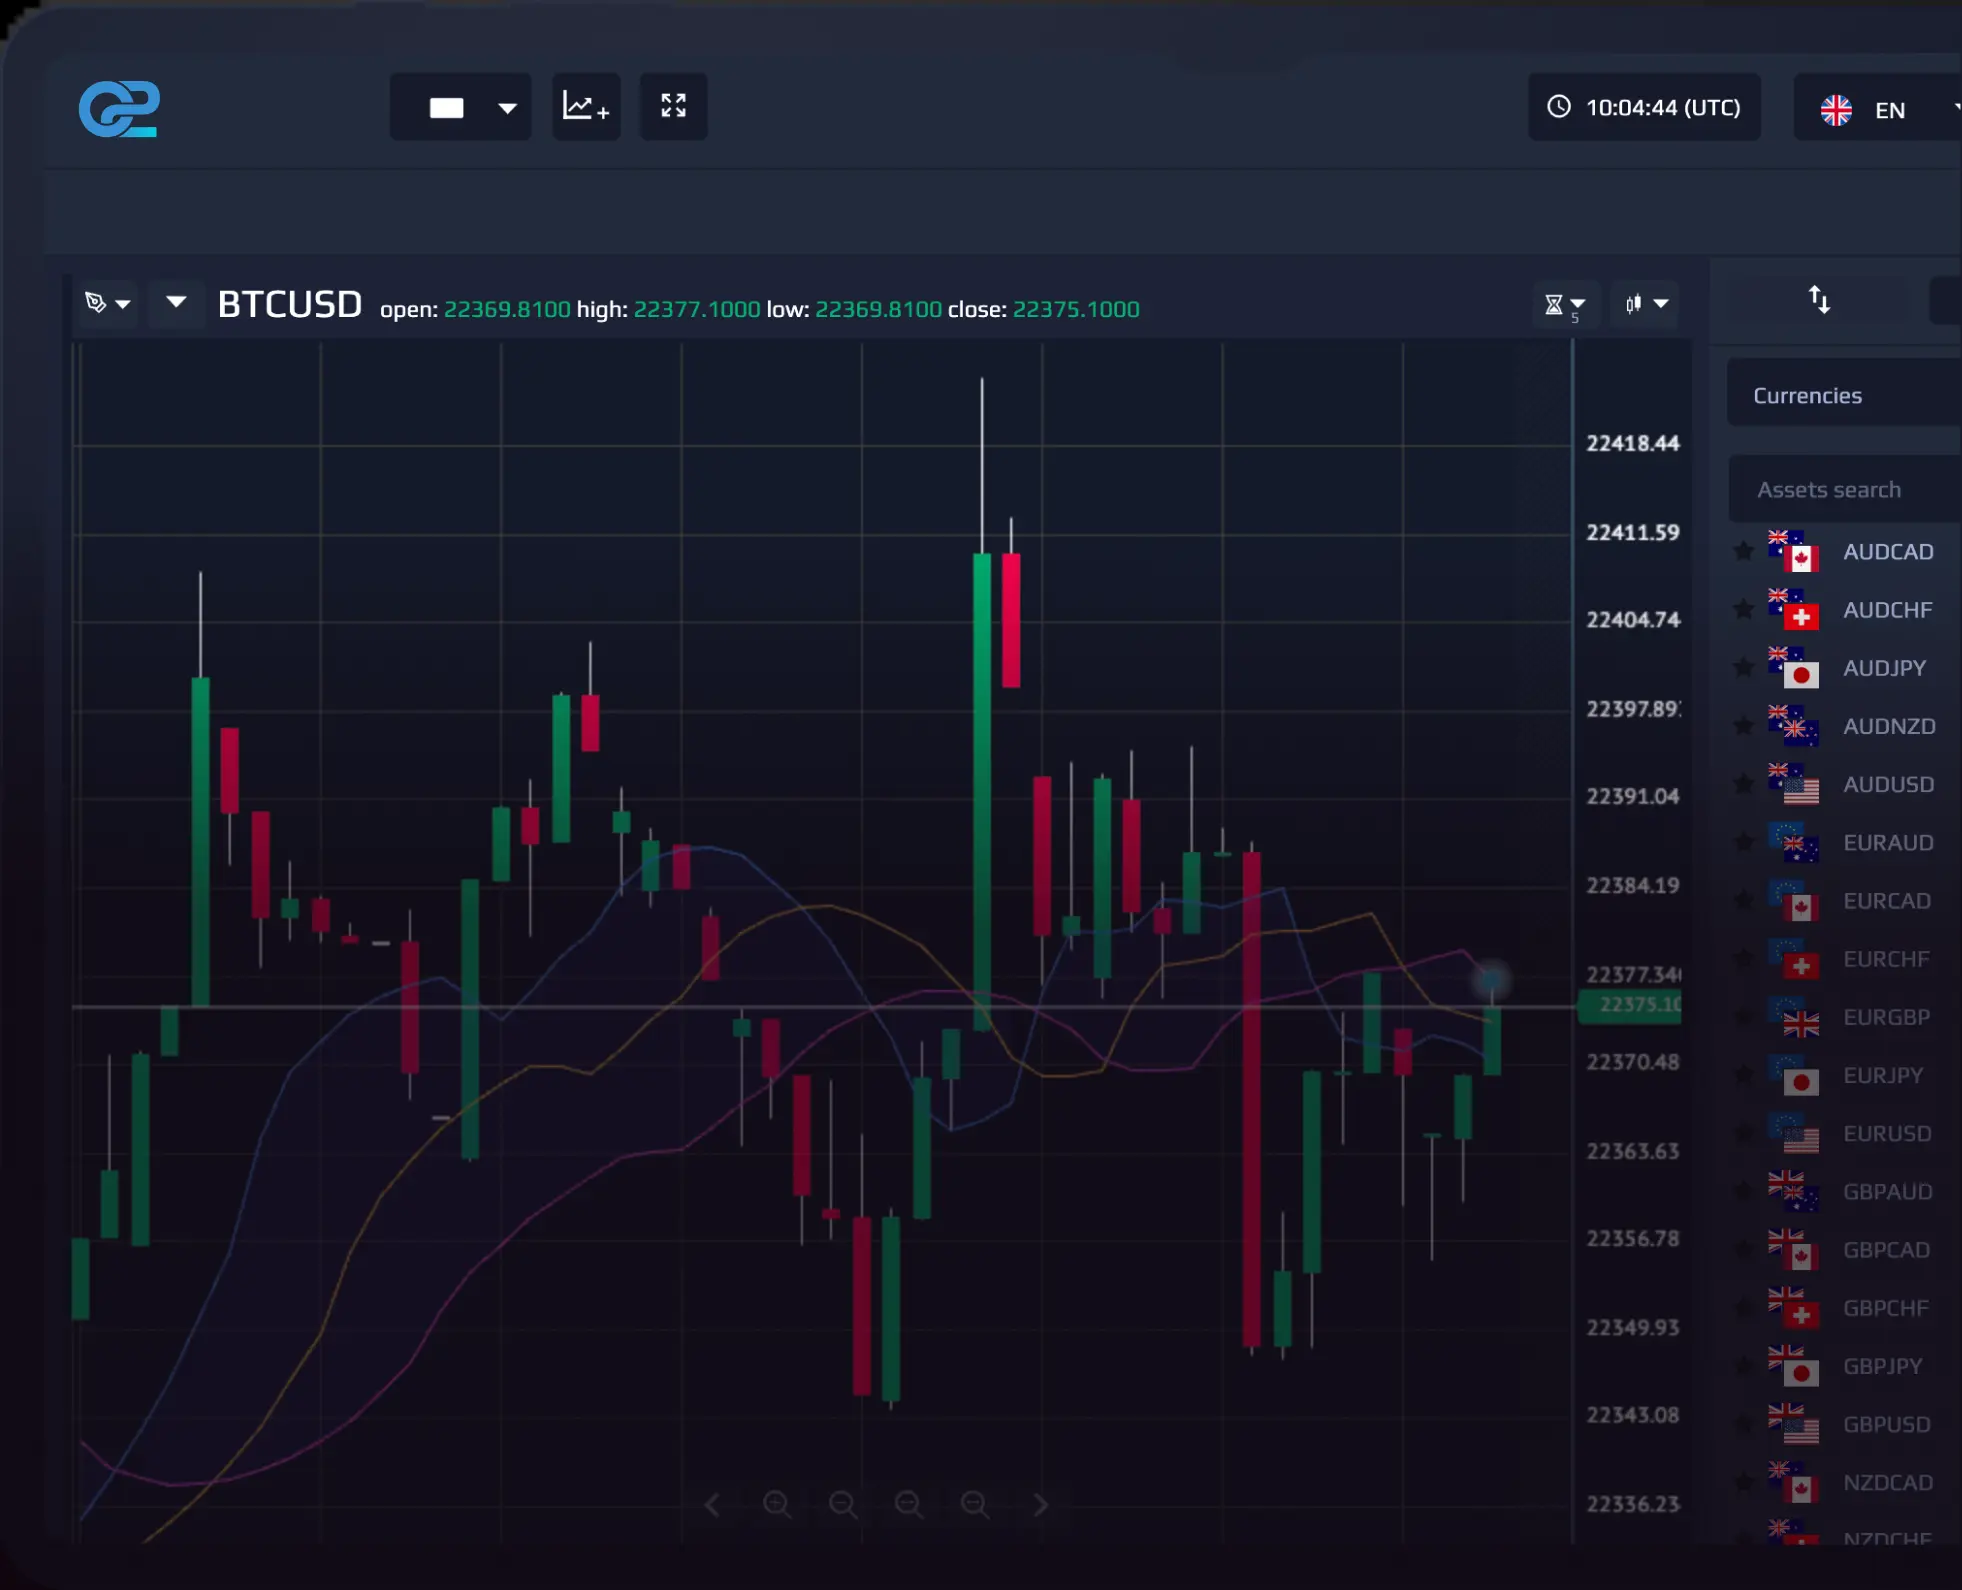 10:04:44 (UTC)
EN
BTCUSD open: 22369.8100 high: 22377.1000 low: 22369.8100 close: 22375.1000
5
Currencies
Assets search
22418.44
22411.59
22404.74
22397.89
22391.04
22384.19
22377.34
22375.10
22370.48
22363.63
22356.78
22349.93
22343.08
22336.23
AUDCAD
AUDCHF
AUDJPY
AUDNZD
AUDUSD
EURAUD
EURCAD
EURCHF
EURGBP
EURJPY
EURUSD
GBPAUD
GBPCAD
GBPCHF
GBPJPY
GBPUSD
NZDCAD
NZDCHF